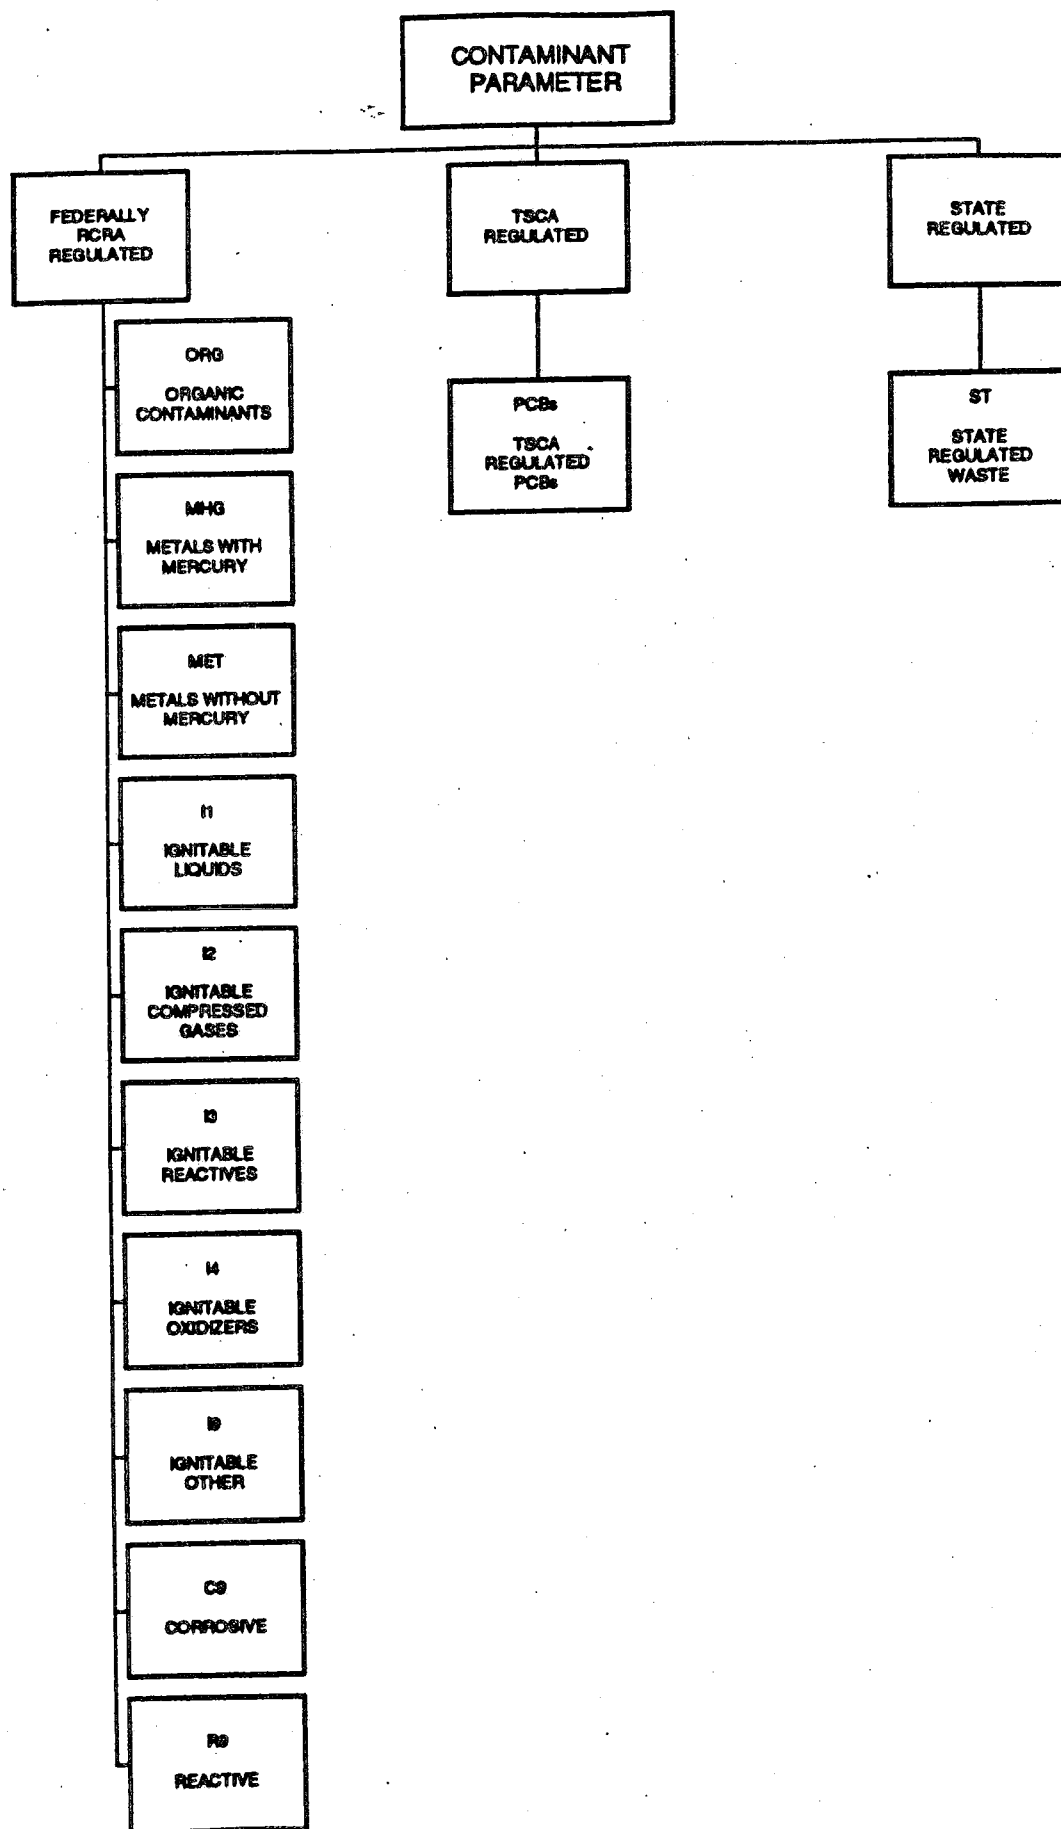 CONTAMINANT
PARAMETER
FEDERALLY
RCRA
REGULATED
TSCA
REGULATED
STATE
REGULATED
ORG
ORGANIC
CONTAMINANTS
PCBs
TSCA
REGULATED
PCBs
ST
STATE
REGULATED
WASTE
MHG
METALS WITH
MERCURY
MET
METALS WITHOUT
MERCURY
I1
IGNITABLE
LIQUIDS
I2
IGNITABLE
COMPRESSED
GASES
I3
IGNITABLE
REACTIVES
I4
IGNITABLE
OXIDIZERS
I9
IGNITABLE
OTHER
C9
CORROSIVE
R9
REACTIVE